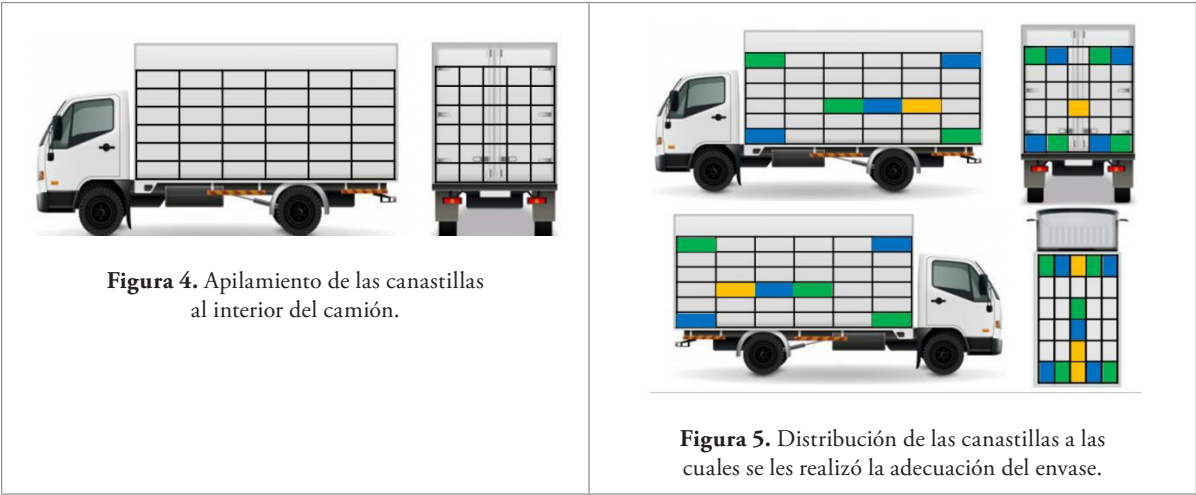 Figura 4. Apilamiento de las canastillas
al interior del camión.
Figura 5. Distribución de las canastillas a las
cuales se les realizó la adecuación del envase.